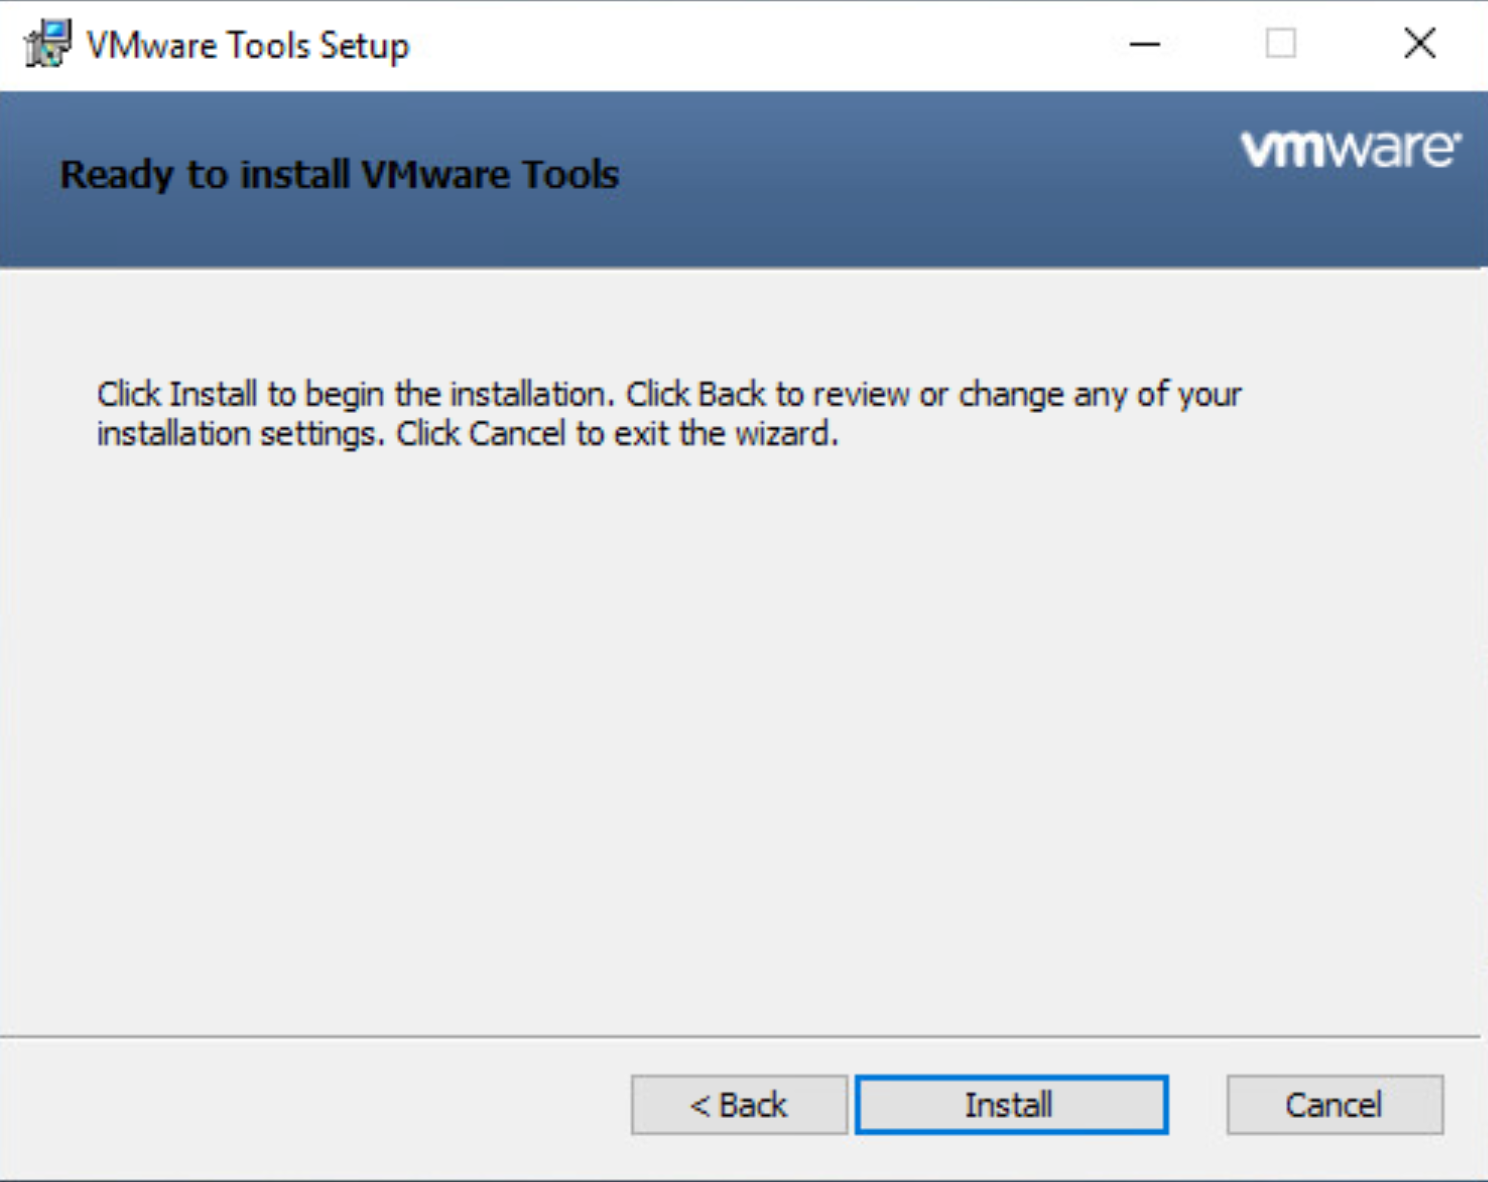 VMware Tools Setup
vmware
Ready to install VMware Tools
Click Install to begin the installation. Click Back to review or change any of your
installation settings. Click Cancel to exit the wizard.
< Back
Install
Cancel